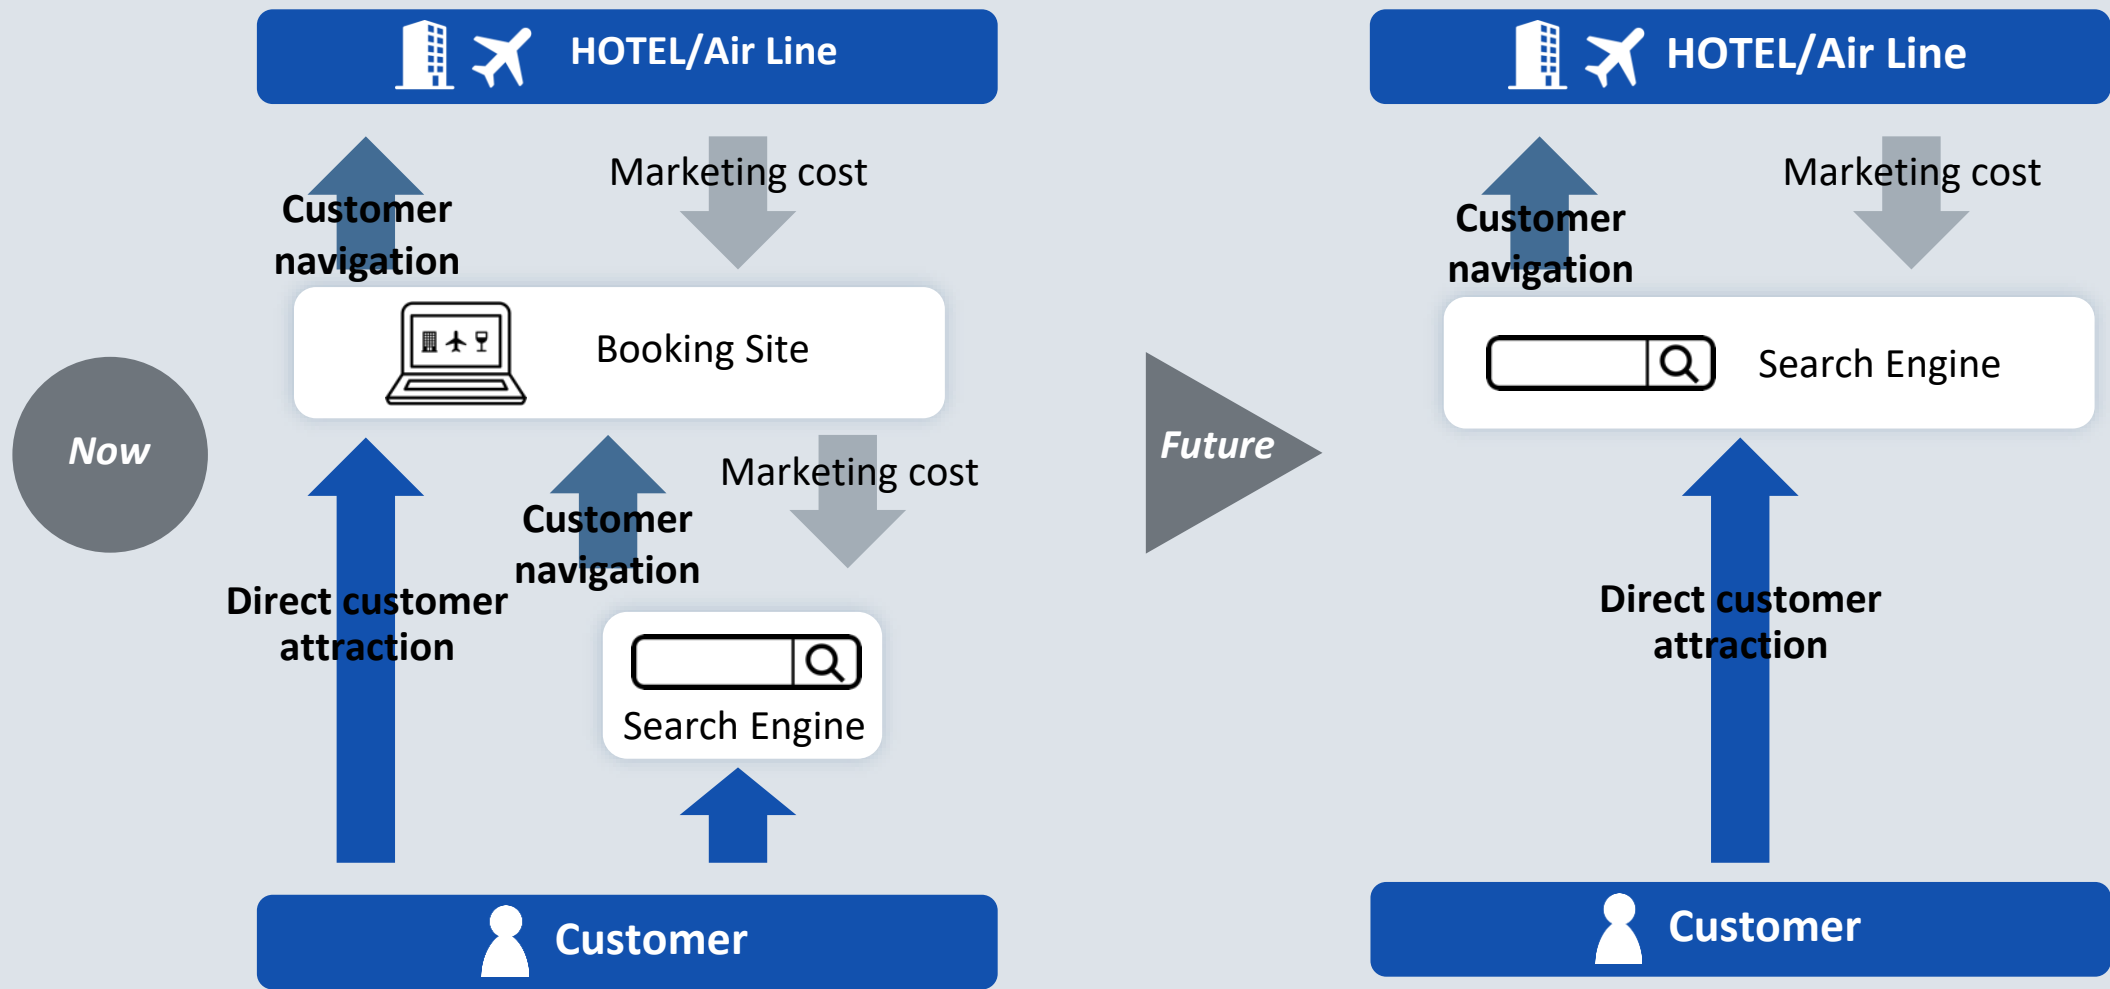 HOTEL/Air Line
Marketing cost
Customer
navigation
Booking Site
Now
Marketing cost
Customer
navigation
Direct customer
attraction
Search Engine
Customer
Future
HOTEL/Air Line
Marketing cost
Customer
navigation
Search Engine
Direct customer
attraction
Customer